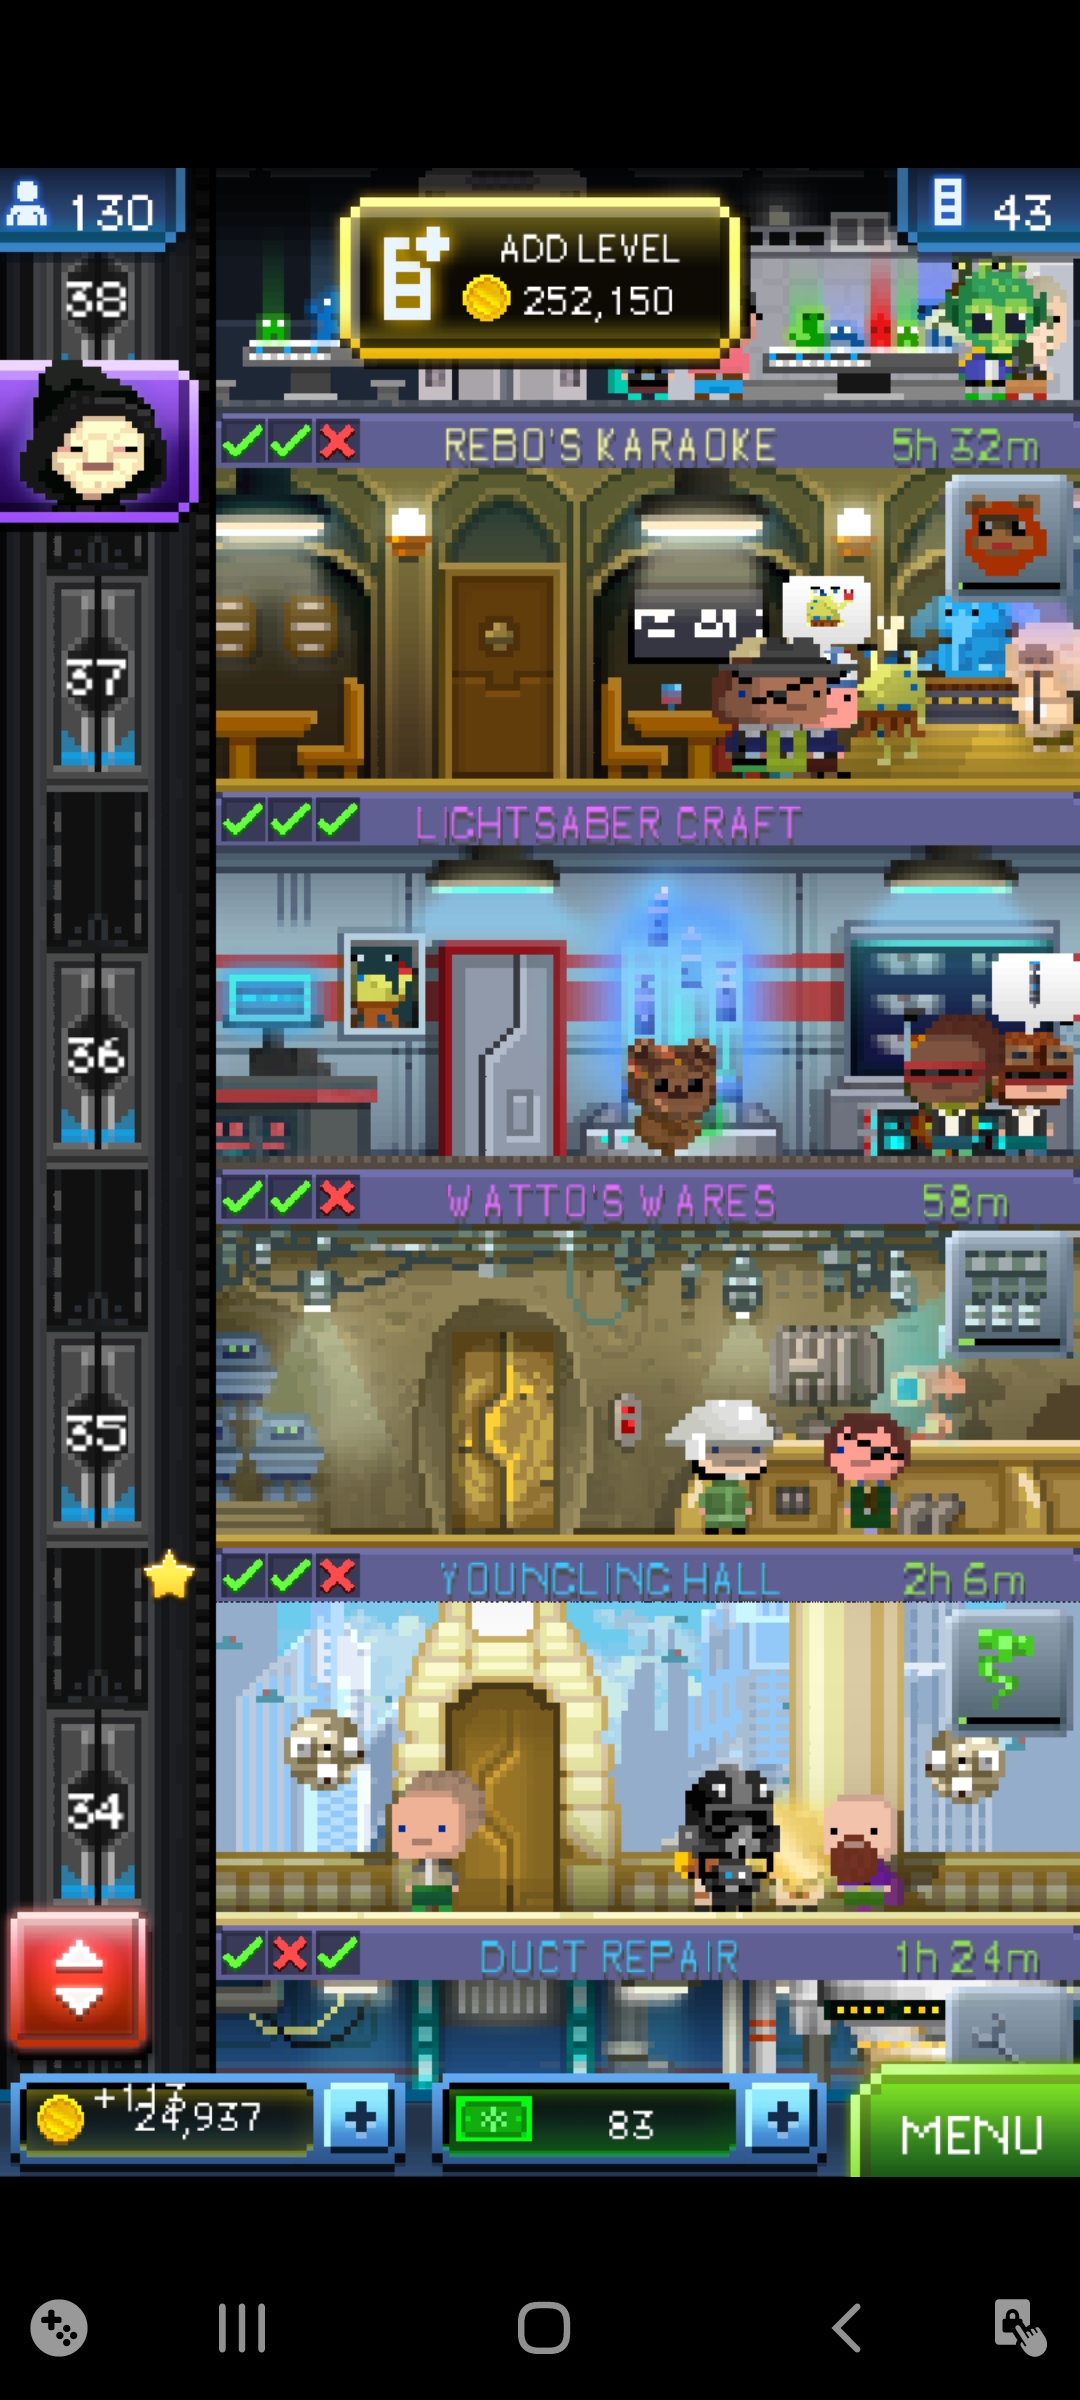 130
43
ADD LEVEL
252,150
38
REBO'S KARAOKE 5h 32m
37
LIGHTSABER CRAFT
36
WATTO'S WARES 58m
35
YOUNGLING HALL 2h 6m
34
DUCT REPAIR 1h 24m
+113
24,937
83
MENU